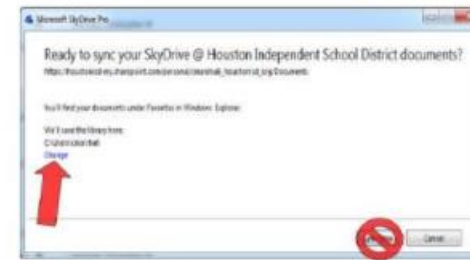 Microsoft SkyDrive Pro
Ready to sync your SkyDrive @ Houston Independent School District documents?
You'll find your documents under Favorites in Windows Explorer.
We'll save the library here:
Change
Cancel